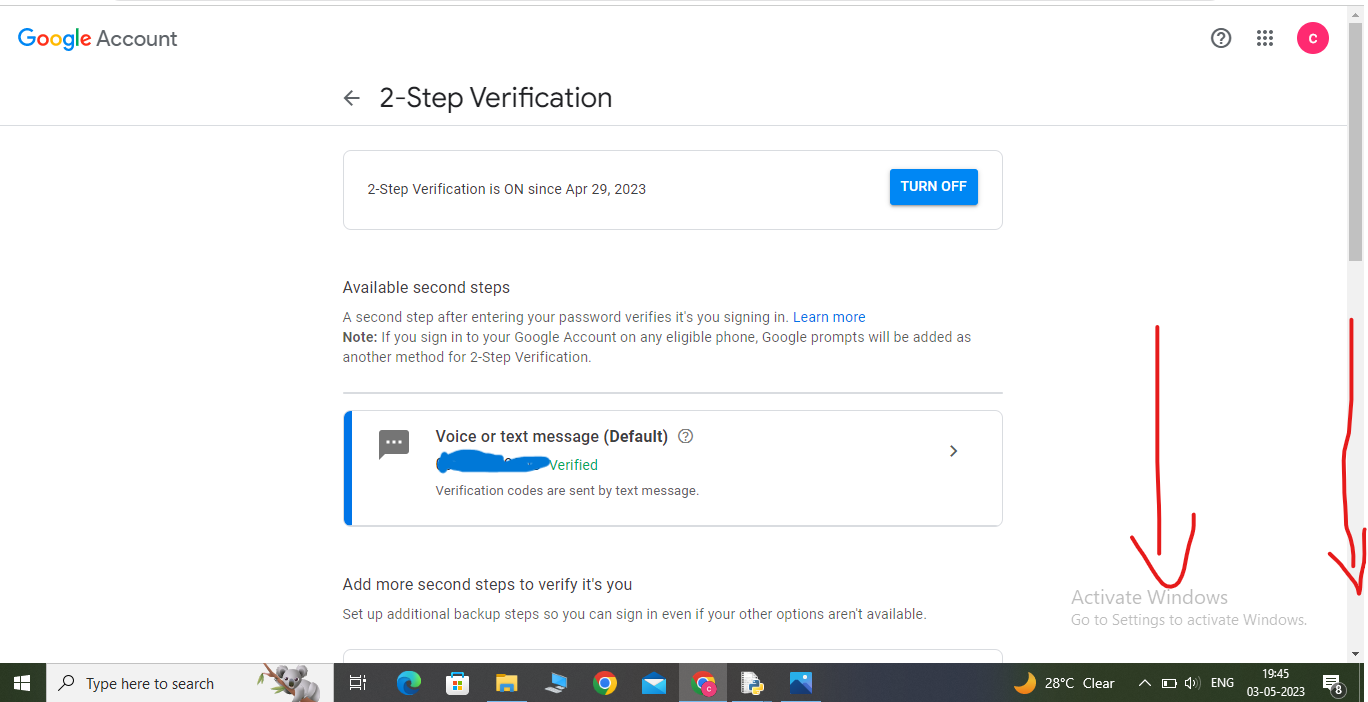 Google Account
C
2-Step Verification
2-Step Verification is ON since Apr 29, 2023
TURN OFF
Available second steps
A second step after entering your password verifies it's you signing in. Learn more
Note: If you sign in to your Google Account on any eligible phone, Google prompts will be added as
another method for 2-Step Verification.
Voice or text message (Default)
Verified
Verification codes are sent by text message.
Add more second steps to verify it's you
Set up additional backup steps so you can sign in even if your other options aren't available.
Activate Windows
Go to Settings to activate Windows.
Type here to search
28°C Clear
ENG
19:45
03-05-2023
8